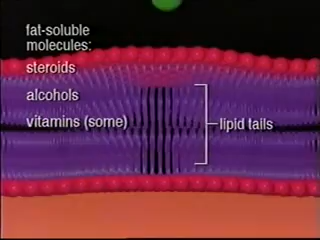 fat-soluble
molecules:
steroids
alcohols
vitamins (some)
lipid tails